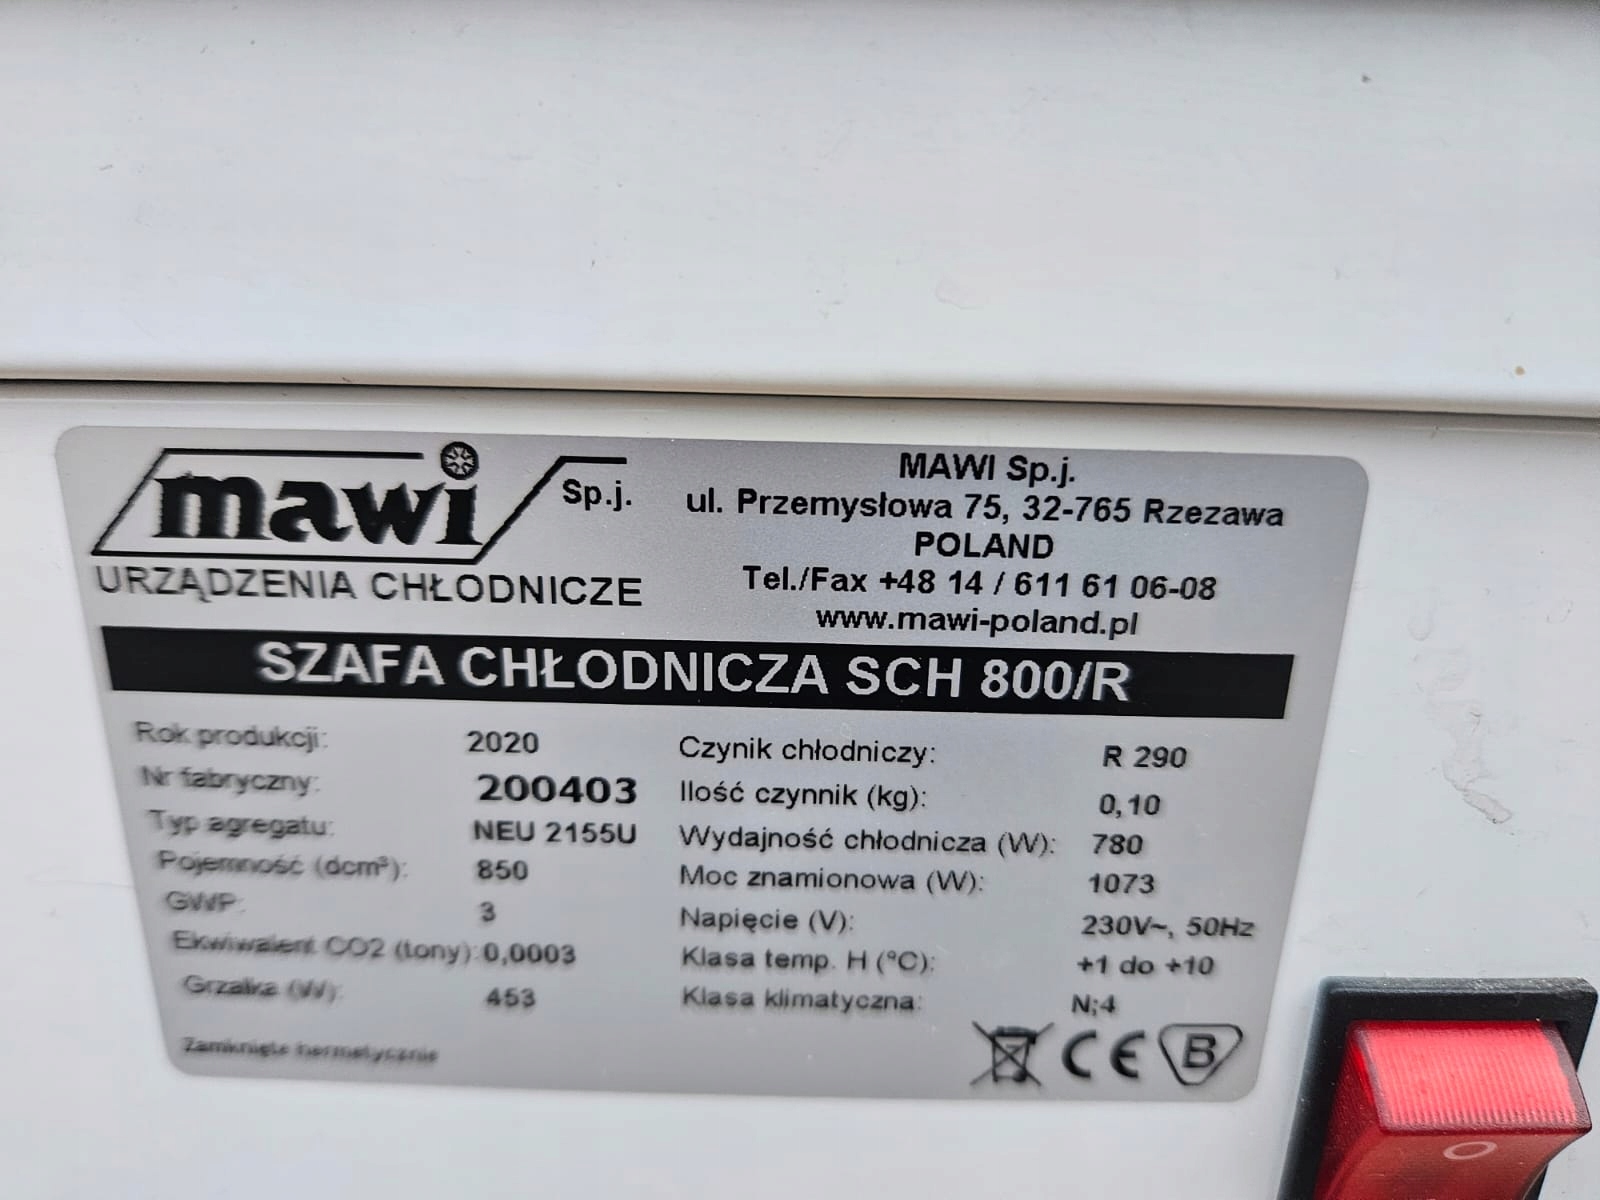 mawi Sp.j.
URZĄDZENIA CHŁODNICZE
MAWI Sp.j.
ul. Przemysłowa 75, 32-765 Rzezawa
POLAND
Tel./Fax +48 14 / 611 61 06-08
www.mawi-poland.pl
SZAFA CHŁODNICZA SCH 800/R
Rok produkcji: 2020
Nr fabryczny: 200403
Typ agregatu: NEU 2155U
Pojemność (dcm³): 850
GWP: 3
Ekwiwalent CO2 (tony): 0,0003
Grzałka (W): 453
Zamknięte hermetycznie
Czynik chłodniczy: R 290
Ilość czynnik (kg): 0,10
Wydajność chłodnicza (W): 780
Moc znamionowa (W): 1073
Napięcie (V): 230V~, 50Hz
Klasa temp. H (°C): +1 do +10
Klasa klimatyczna: N;4
CE B